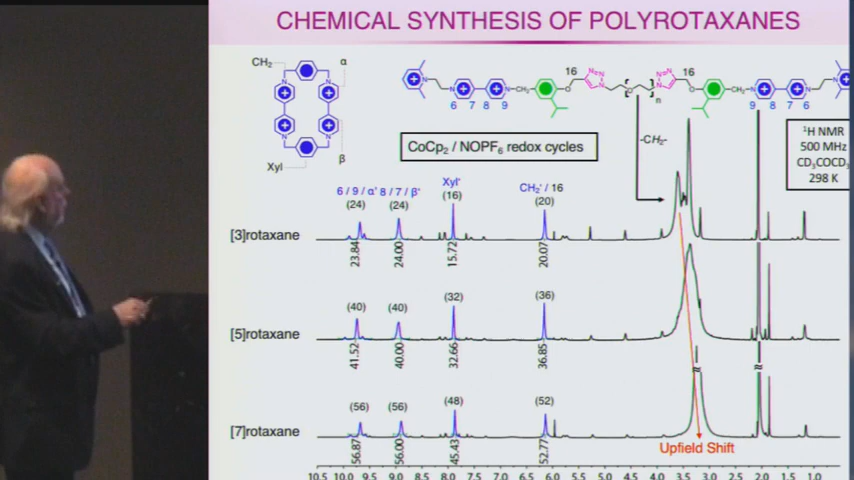 CHEMICAL SYNTHESIS OF POLYROTAXANES
CH₂
α
N N
N N
β
Xyl
16
16
N=N
N
N=N
N
O
O
O
n
N
N
CH₂
CH₂
N
N
6 7 8 9
9 8 7 6
CoCp₂ / NOPF₆ redox cycles
-CH₂-
¹H NMR
500 MHz
CD₃COCD₃
298 K
6 / 9 / α' 8 / 7 / β'
Xyl'
CH₂' / 16
(24) (24) (16) (20)
[3]rotaxane
23.84 24.00 15.72 20.07
(40) (40) (32) (36)
[5]rotaxane
41.52 40.00 32.66 36.85
(56) (56) (48) (52)
[7]rotaxane
56.87 56.00 45.43 52.77
Upfield Shift
10.5 10.0 9.5 9.0 8.5 8.0 7.5 7.0 6.5 6.0 5.5 5.0 4.5 4.0 3.5 3.0 2.5 2.0 1.5 1.0